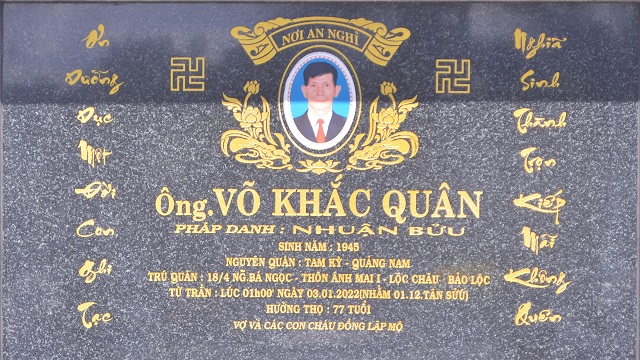 NƠI AN NGHỈ
Ơn
Dưỡng
Dục
Một
Đời
Con
Ghi
Tạc
Nghĩa
Sinh
Thành
Trọn
Kiếp
Mãi
Không
Quên
Ông.VÕ KHẮC QUÂN
PHÁP DANH : NHUẬN BỬU
SINH NĂM : 1945
NGUYÊN QUÁN : TAM KỲ - QUẢNG NAM
TRÚ QUÁN : 18/4 NG.BÁ NGỌC - THÔN ÁNH MAI I - LỘC CHÂU - BẢO LỘC
TỪ TRẦN : LÚC 01h00' NGÀY 03.01.2022(NHẰM 01.12.TÂN SỬU)
HƯỞNG THỌ : 77 TUỔI
VỢ VÀ CÁC CON CHÁU ĐỒNG LẬP MỘ